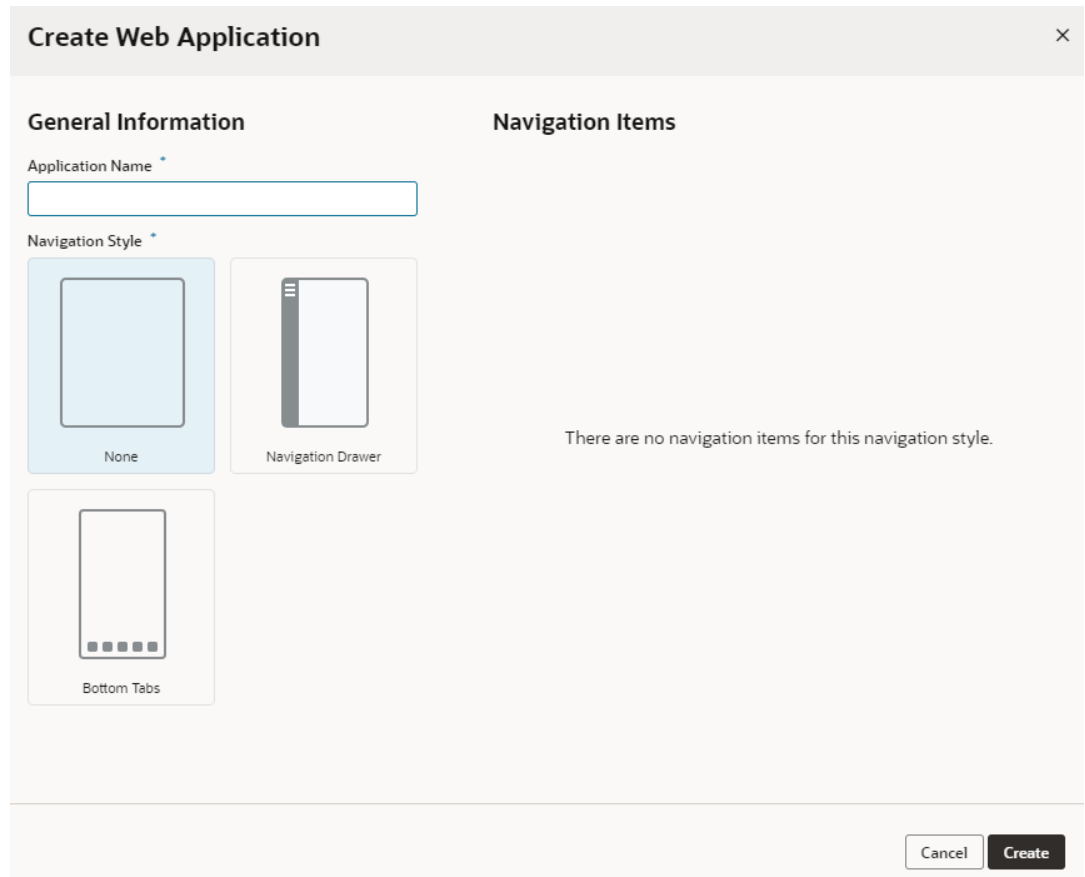 Create Web Application
General Information
Application Name *
Navigation Style *
None
Navigation Drawer
Bottom Tabs
Navigation Items
There are no navigation items for this navigation style.
Cancel
Create